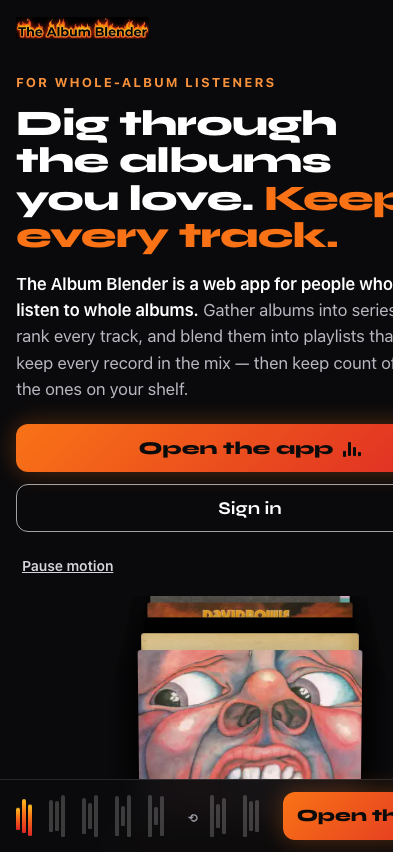 The Album Blender
FOR WHOLE-ALBUM LISTENERS
Dig through
the albums
you love. Keep
every track.
The Album Blender is a web app for people who
listen to whole albums. Gather albums into series
rank every track, and blend them into playlists tha
keep every record in the mix — then keep count of
the ones on your shelf.
Open the app
Sign in
Pause motion
DAVID BOWIE
Open th